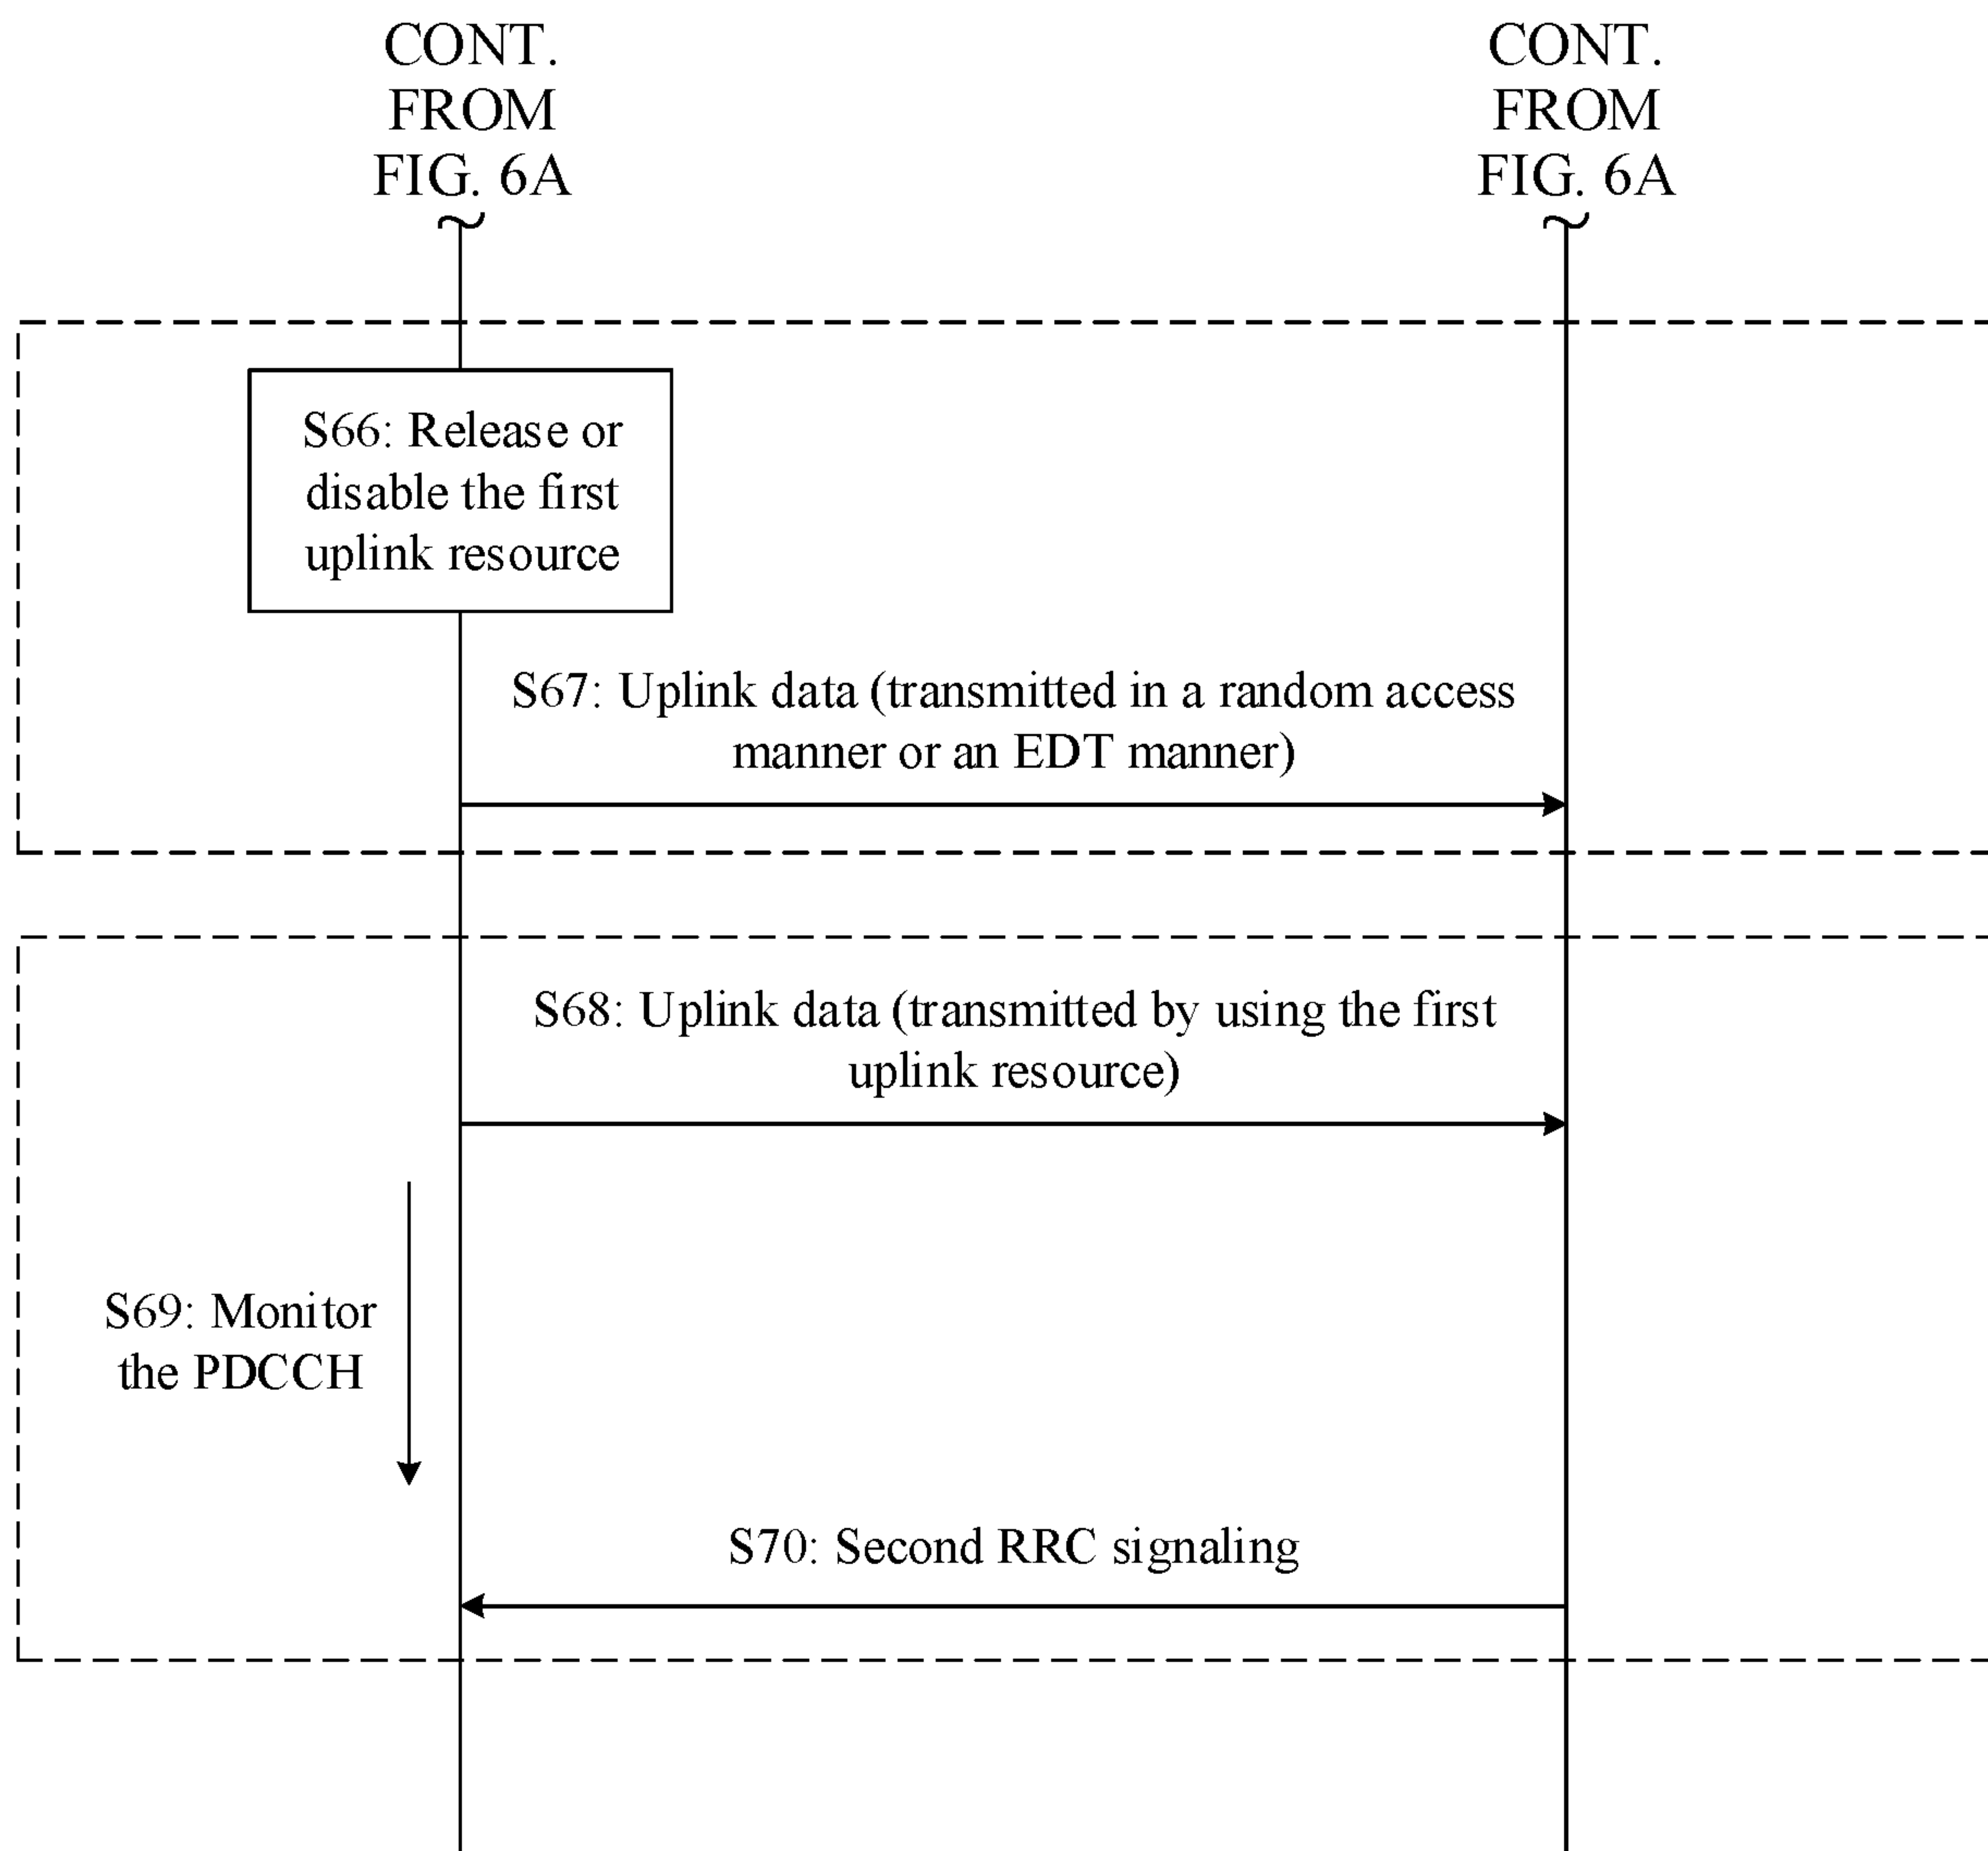 CONT.
FROM
FIG. 6A
CONT.
FROM
FIG. 6A
S66: Release or
disable the first
uplink resource
S67: Uplink data (transmitted in a random access
manner or an EDT manner)
S68: Uplink data (transmitted by using the first
uplink resource)
S69: Monitor
the PDCCH
S70: Second RRC signaling